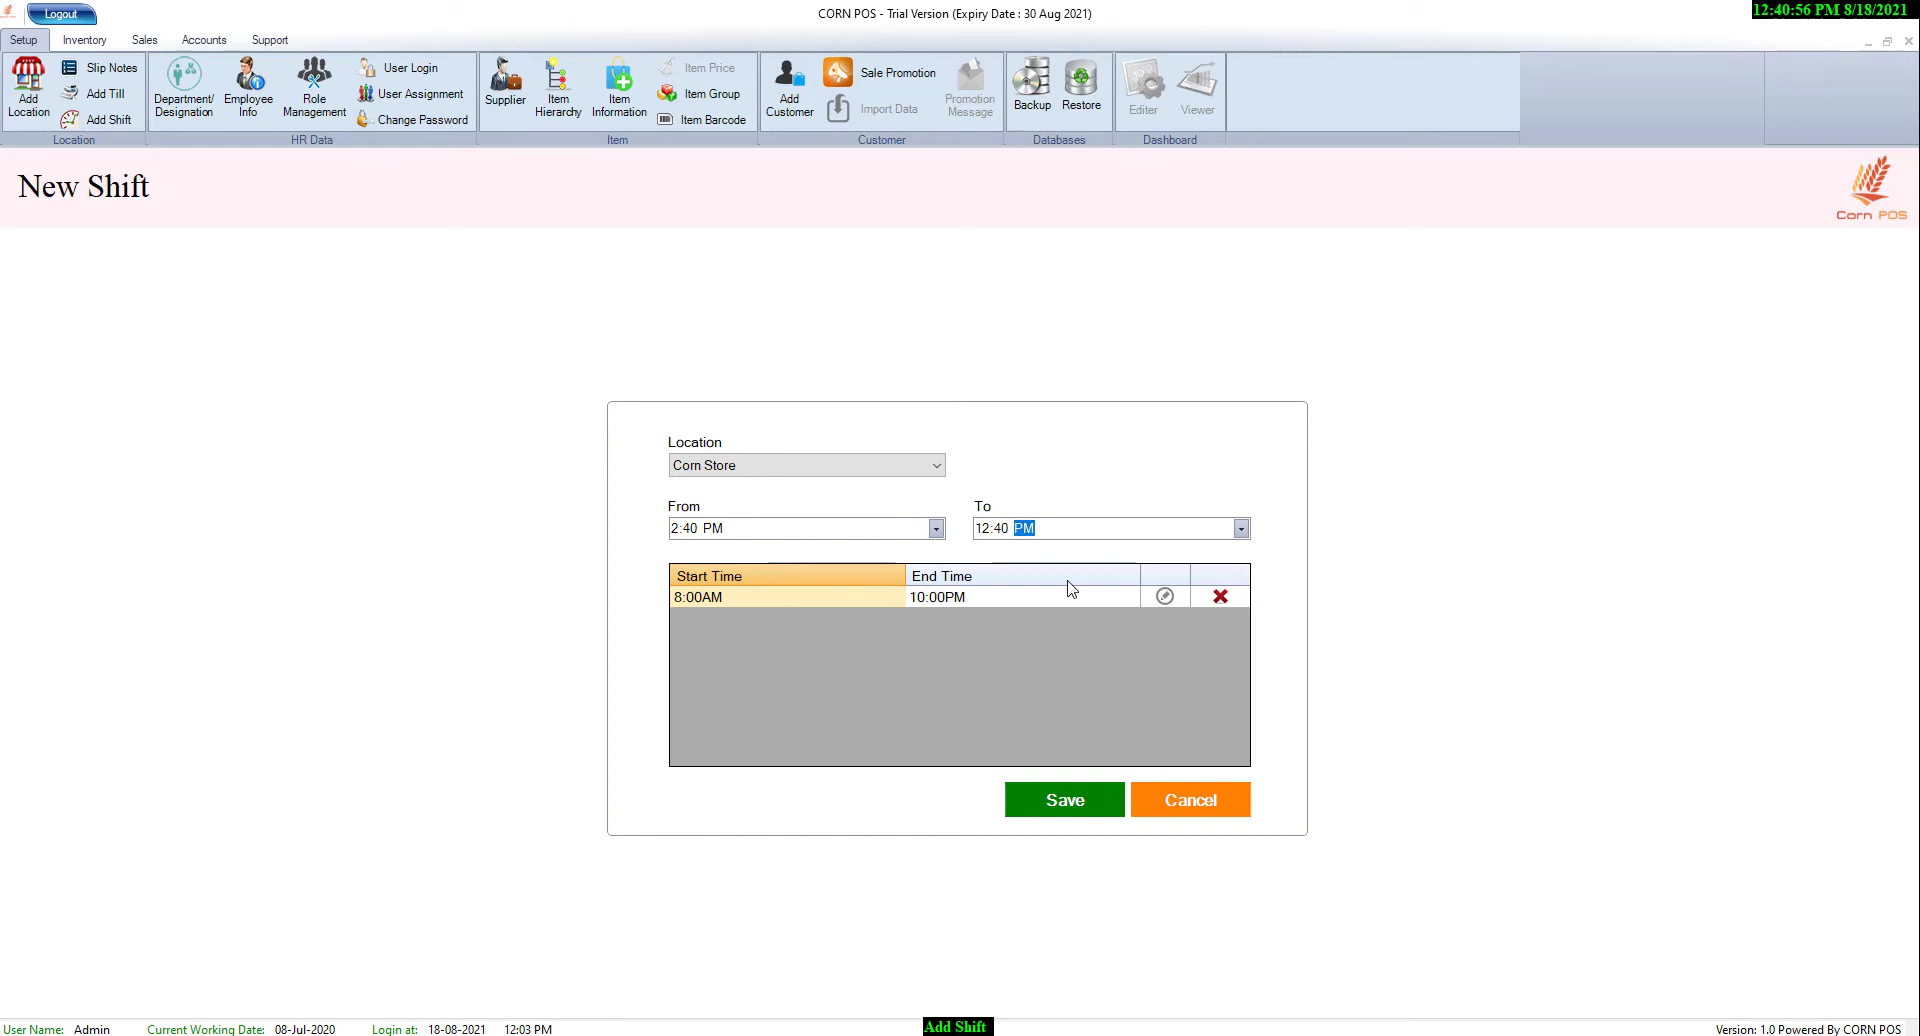 Logout
CORN POS - Trial Version (Expiry Date : 30 Aug 2021)
12:40:56 PM 8/18/2021
Setup Inventory Sales Accounts Support
Add Location
Slip Notes
Add Till
Add Shift
Location
Department/ Designation
Employee Info
Role Management
User Login
User Assignment
Change Password
HR Data
Supplier
Item Hierarchy
Item Information
Item Price
Item Group
Item Barcode
Item
Add Customer
Sale Promotion
Import Data
Promotion Message
Customer
Backup
Restore
Databases
Editer
Viewer
Dashboard
New Shift
Corn POS
Location
Corn Store
From To
2:40 PM 12:40 PM
Start Time End Time
8:00AM 10:00PM
Save Cancel
User Name: Admin Current Working Date: 08-Jul-2020 Login at: 18-08-2021 12:03 PM Add Shift Version: 1.0 Powered By CORN POS